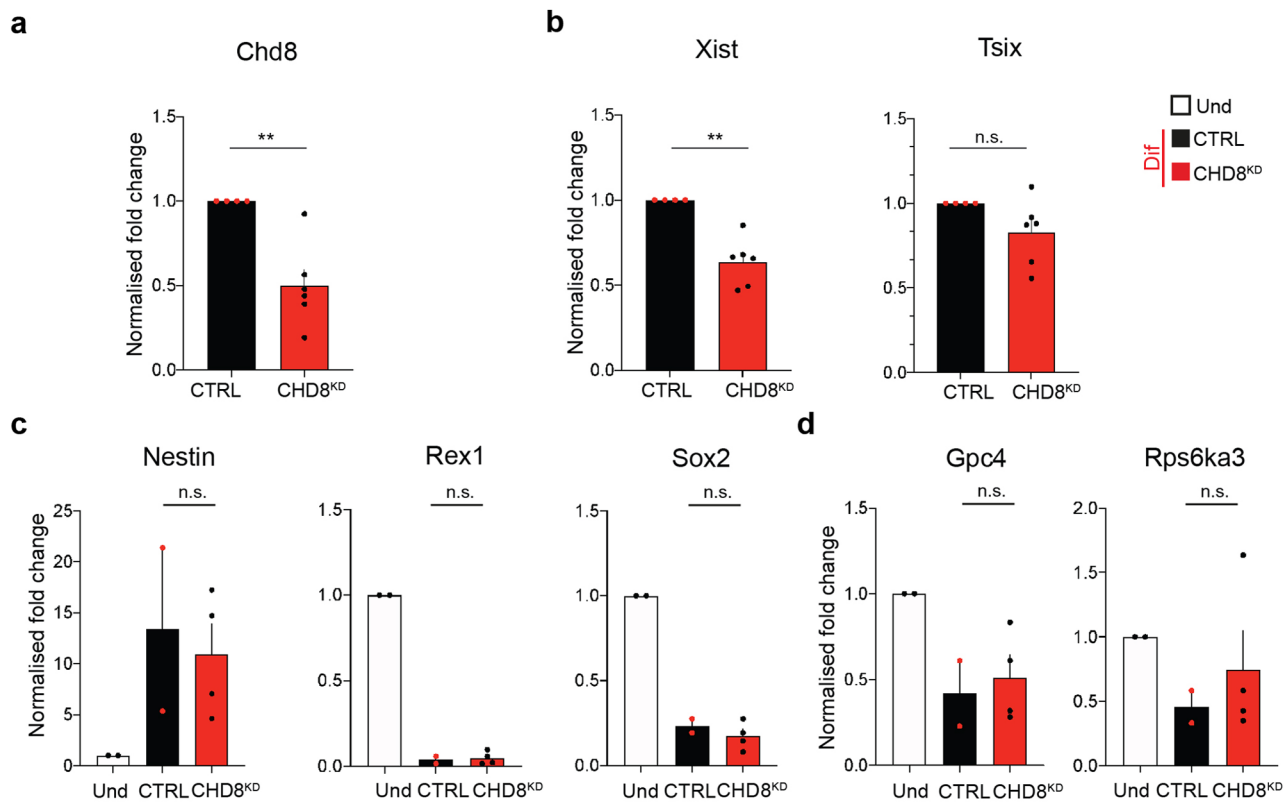 a
Chd8
Normalised fold change
1.5
1.0
0.5
0.0
**
CTRL CHD8KD
b
Xist
Normalised fold change
1.5
1.0
0.5
0.0
**
CTRL CHD8KD
Tsix
1.5
1.0
0.5
0.0
n.s.
CTRL CHD8KD
Und
Dif
CTRL
CHD8KD
c
Nestin
Normalised fold change
25
20
15
10
5
0
n.s.
Und CTRL CHD8KD
Rex1
1.5
1.0
0.5
0.0
n.s.
Und CTRL CHD8KD
Sox2
1.5
1.0
0.5
0.0
n.s.
Und CTRL CHD8KD
d
Gpc4
Normalised fold change
1.5
1.0
0.5
0.0
n.s.
Und CTRL CHD8KD
Rps6ka3
2.0
1.5
1.0
0.5
0.0
n.s.
Und CTRL CHD8KD